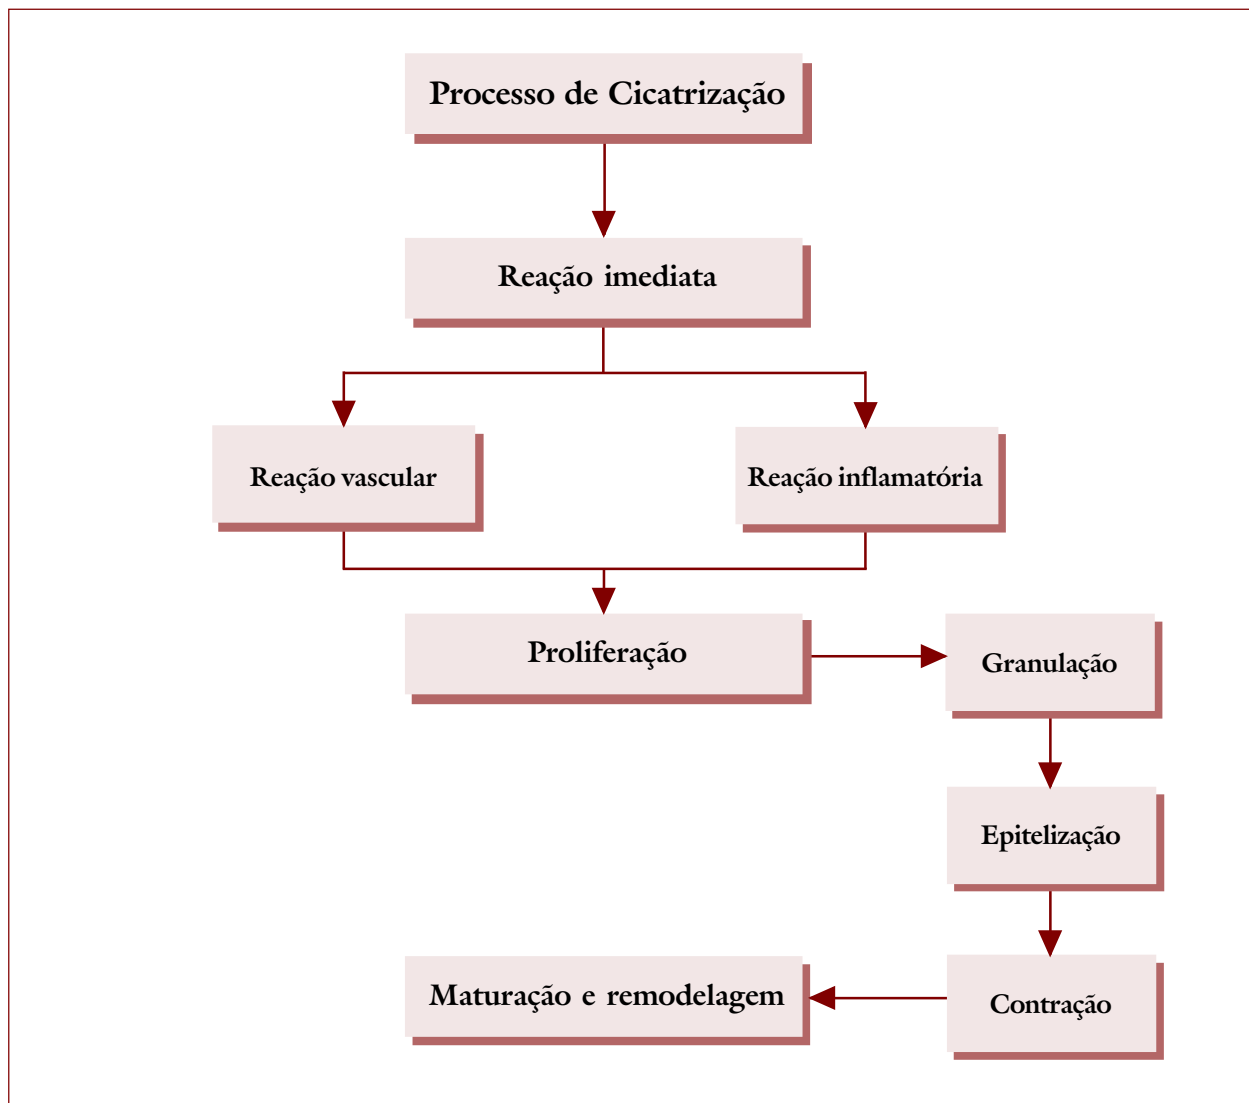 Processo de Cicatrização
Reação imediata
Reação vascular
Reação inflamatória
Proliferação
Granulação
Epitelização
Contração
Maturação e remodelagem